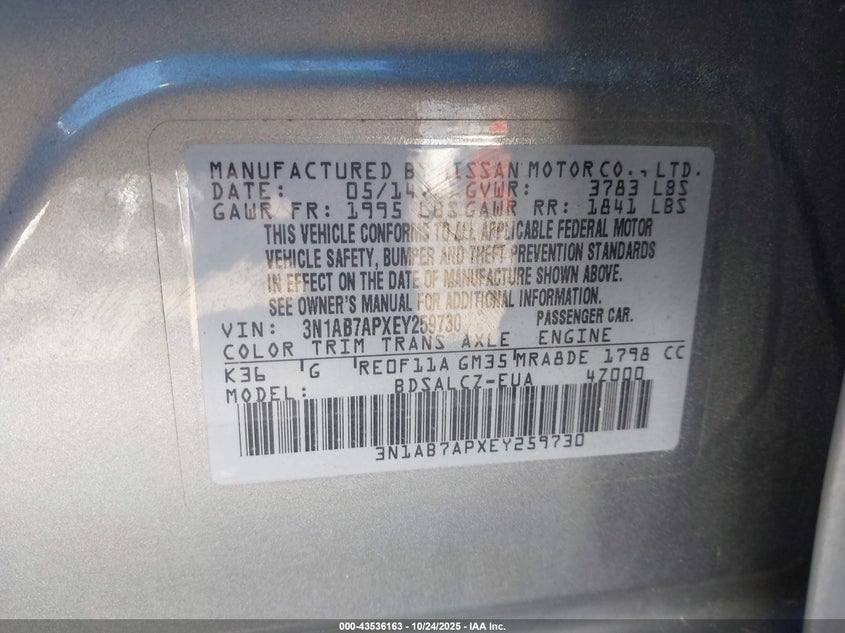 MANUFACTURED BY NISSAN MOTOR CO., LTD.
DATE: 05/14 GVWR: 3783 LBS
GAWR FR: 1995 LBS GAWR RR: 1841 LBS
THIS VEHICLE CONFORMS TO ALL APPLICABLE FEDERAL MOTOR
VEHICLE SAFETY, BUMPER AND THEFT PREVENTION STANDARDS
IN EFFECT ON THE DATE OF MANUFACTURE SHOWN ABOVE.
SEE OWNER'S MANUAL FOR ADDITIONAL INFORMATION.
VIN: 3N1AB7APXEY259730 PASSENGER CAR.
COLOR TRIM TRANS AXLE ENGINE
K36 G RE0F11A GM35 MRA8DE 1798 CC
MODEL: BDSALCZ-EUA 4Z000
3N1AB7APXEY259730
000-43536163 - 10/24/2025 - IAA Inc.